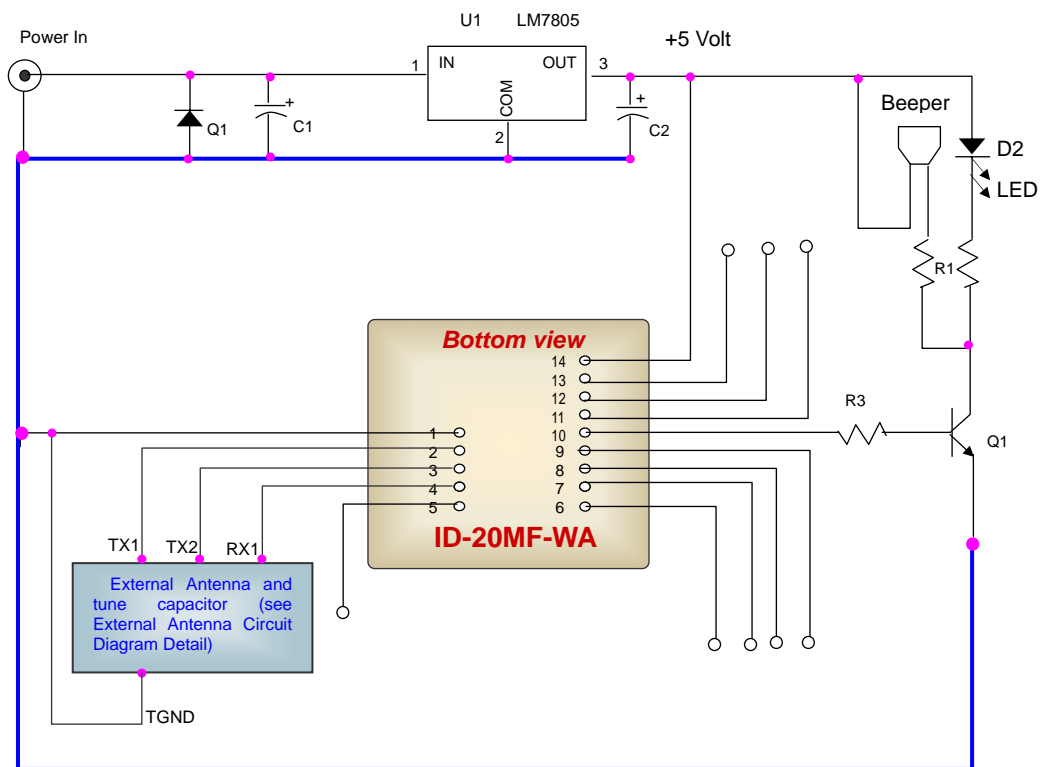 U1 LM7805
Power In
+5 Volt
1 IN OUT 3
COM
2
Q1
+
C1
+
C2
Beeper
D2
LED
R1
Bottom view
14
13
12
11
10
9
8
7
6
1
2
3
4
5
ID-20MF-WA
R3
Q1
TX1 TX2 RX1
External Antenna and
tune capacitor (see
External Antenna Circuit
Diagram Detail)
TGND